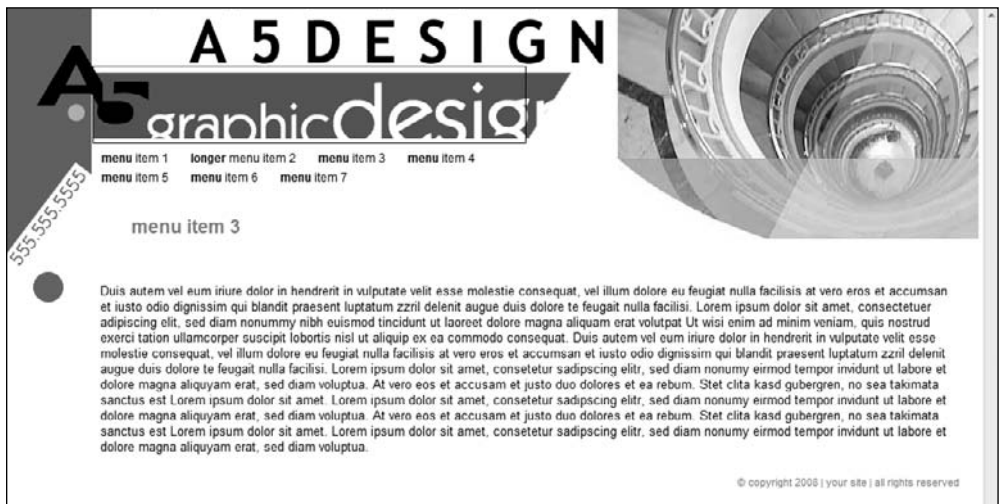 A5DESIGN
A5
graphicdesign
menu item 1 longer menu item 2 menu item 3 menu item 4
menu item 5 menu item 6 menu item 7
555.555.5555
menu item 3
Duis autem vel eum iriure dolor in hendrerit in vulputate velit esse molestie consequat, vel illum dolore eu feugiat nulla facilisis at vero eros et accumsan
et iusto odio dignissim qui blandit praesent luptatum zzril delenit augue duis dolore te feugait nulla facilisi. Lorem ipsum dolor sit amet, consectetuer
adipiscing elit, sed diam nonummy nibh euismod tincidunt ut laoreet dolore magna aliquam erat volutpat Ut wisi enim ad minim veniam, quis nostrud
exerci tation ullamcorper suscipit lobortis nisl ut aliquip ex ea commodo consequat. Duis autem vel eum iriure dolor in hendrerit in vulputate velit esse
molestie consequat, vel illum dolore eu feugiat nulla facilisis at vero eros et accumsan et iusto odio dignissim qui blandit praesent luptatum zzril delenit
augue duis dolore te feugait nulla facilisi. Lorem ipsum dolor sit amet, consetetur sadipscing elitr, sed diam nonumy eirmod tempor invidunt ut labore et
dolore magna aliquyam erat, sed diam voluptua. At vero eos et accusam et justo duo dolores et ea rebum. Stet clita kasd gubergren, no sea takimata
sanctus est Lorem ipsum dolor sit amet. Lorem ipsum dolor sit amet, consetetur sadipscing elitr, sed diam nonumy eirmod tempor invidunt ut labore et
dolore magna aliquyam erat, sed diam voluptua. At vero eos et accusam et justo duo dolores et ea rebum. Stet clita kasd gubergren, no sea takimata
sanctus est Lorem ipsum dolor sit amet. Lorem ipsum dolor sit amet, consetetur sadipscing elitr, sed diam nonumy eirmod tempor invidunt ut labore et
dolore magna aliquyam erat, sed diam voluptua.
© copyright 2008 | your site | all rights reserved